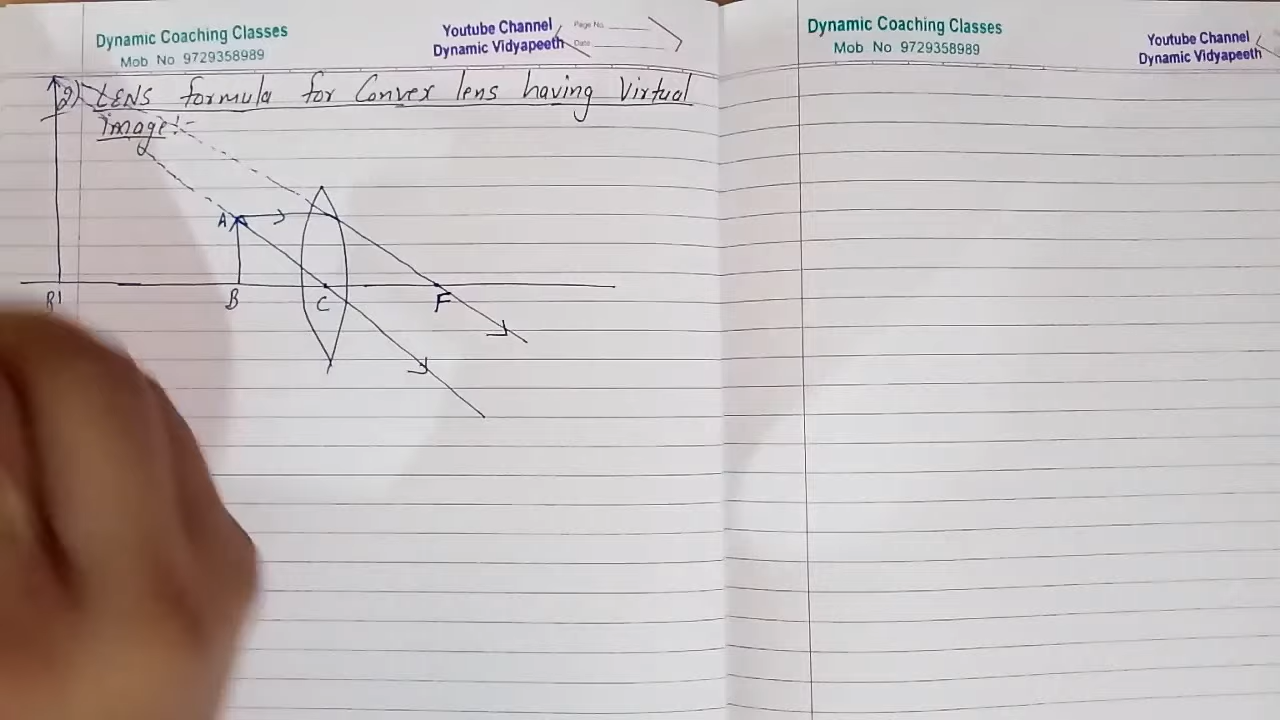 Dynamic Coaching Classes
Mob No 9729358989
Youtube Channel
Dynamic Vidyapeeth
Page No.
Date
2) LENS formula for Convex lens having Virtual
image:-
A
B'
B
C
F
Dynamic Coaching Classes
Mob No 9729358989
Youtube Channel
Dynamic Vidyapeeth